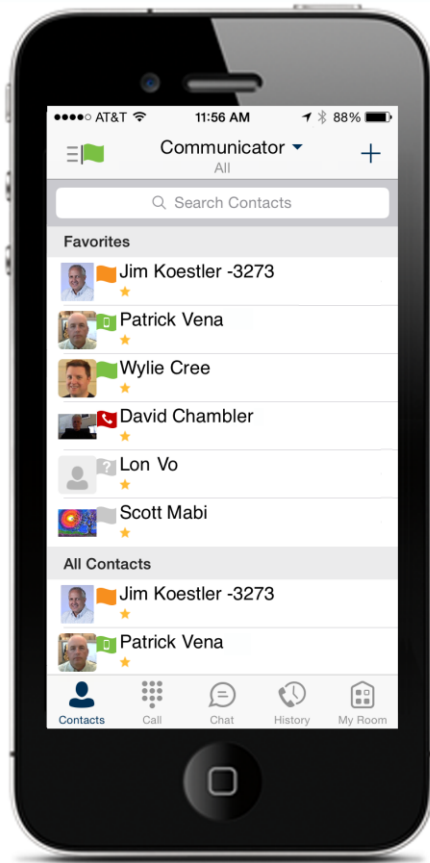 AT&T 11:56 AM 88%
Communicator
All
Search Contacts
Favorites
Jim Koestler -3273
Patrick Vena
Wylie Cree
David Chambler
? Lon Vo
Scott Mabi
All Contacts
Jim Koestler -3273
Patrick Vena
Contacts Call Chat History My Room